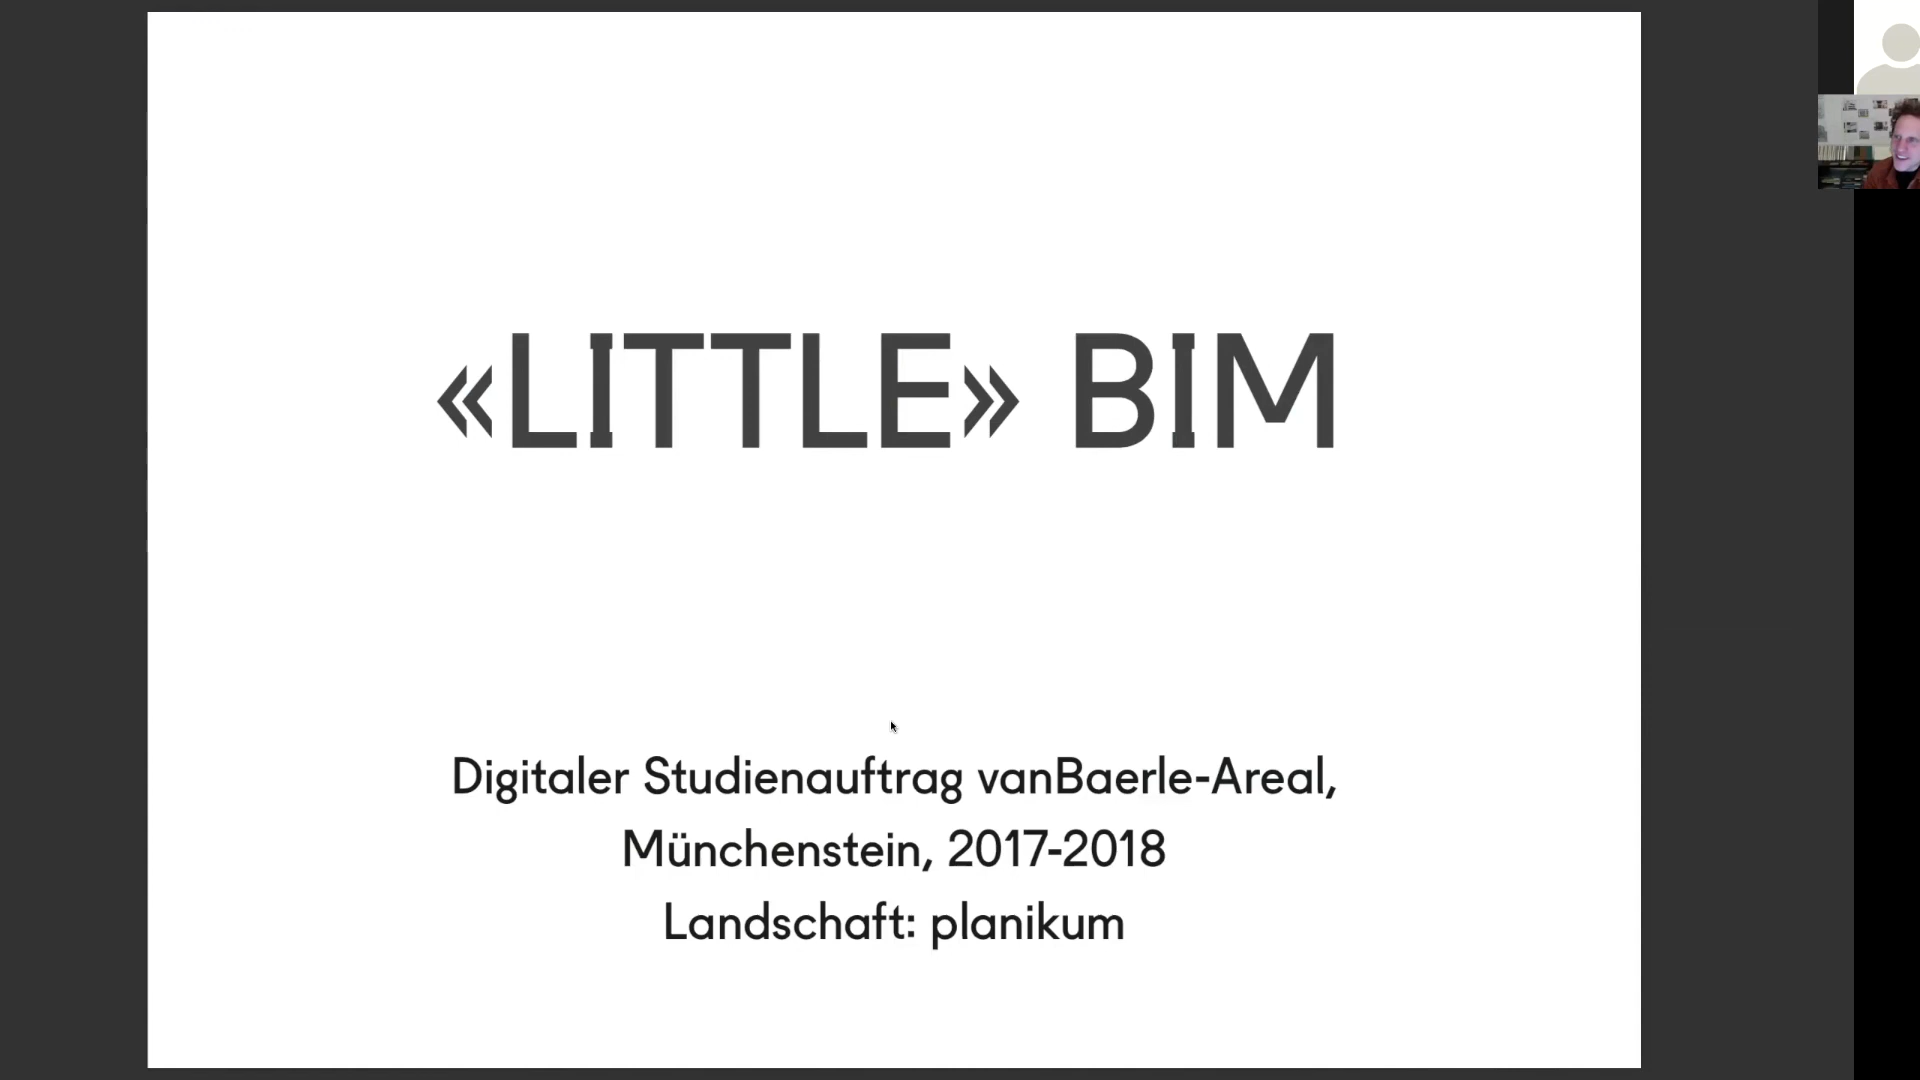 «LITTLE» BIM
Digitaler Studienauftrag vanBaerle-Areal,
Münchenstein, 2017-2018
Landschaft: planikum